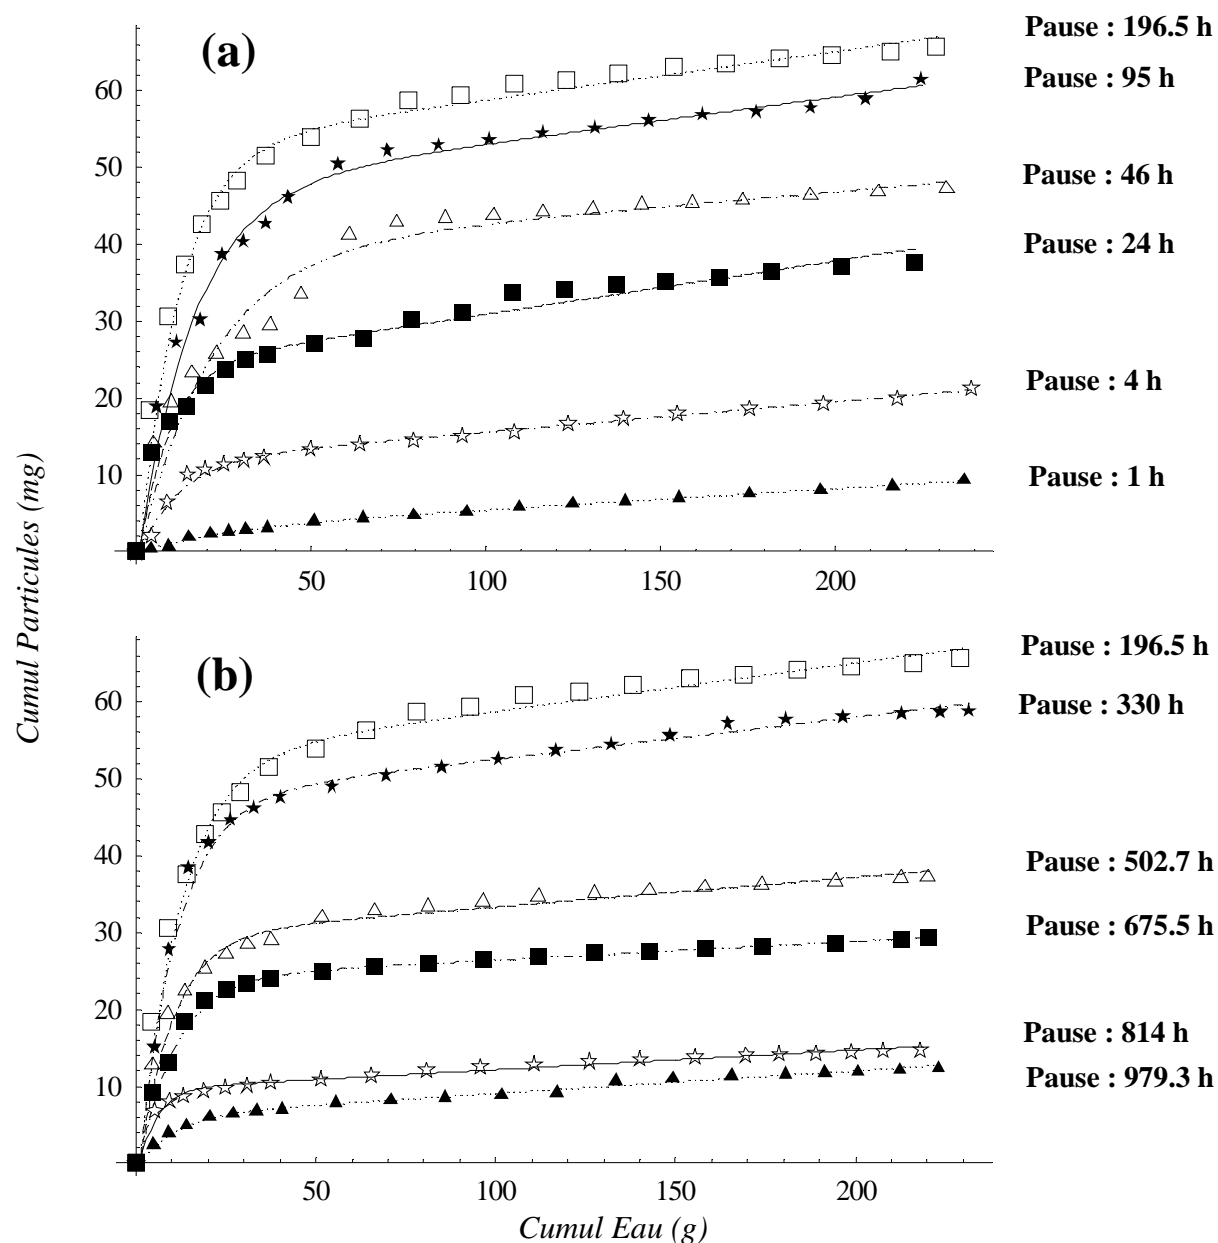 (a)
Pause : 196.5 h
Pause : 95 h
Pause : 46 h
Pause : 24 h
Pause : 4 h
Pause : 1 h
60
50
40
30
20
10
50
100
150
200
Cumul Particules (mg)
(b)
Pause : 196.5 h
Pause : 330 h
Pause : 502.7 h
Pause : 675.5 h
Pause : 814 h
Pause : 979.3 h
60
50
40
30
20
10
50
100
150
200
Cumul Eau (g)